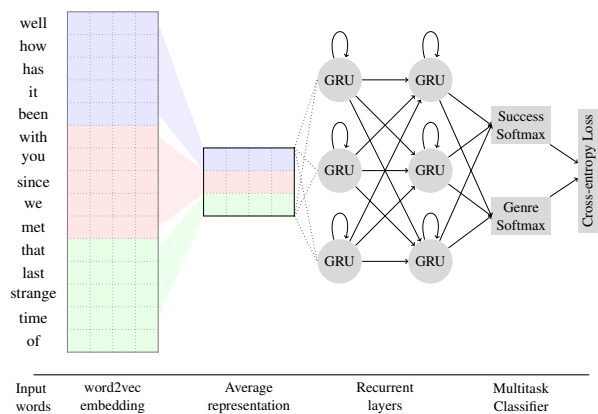 well
how
has
it
been
with
you
since
we
met
that
last
strange
time
of
GRU
GRU
GRU
GRU
GRU
GRU
Success
Softmax
Genre
Softmax
Cross-entropy Loss
Input
words
word2vec
embedding
Average
representation
Recurrent
layers
Multitask
Classifier